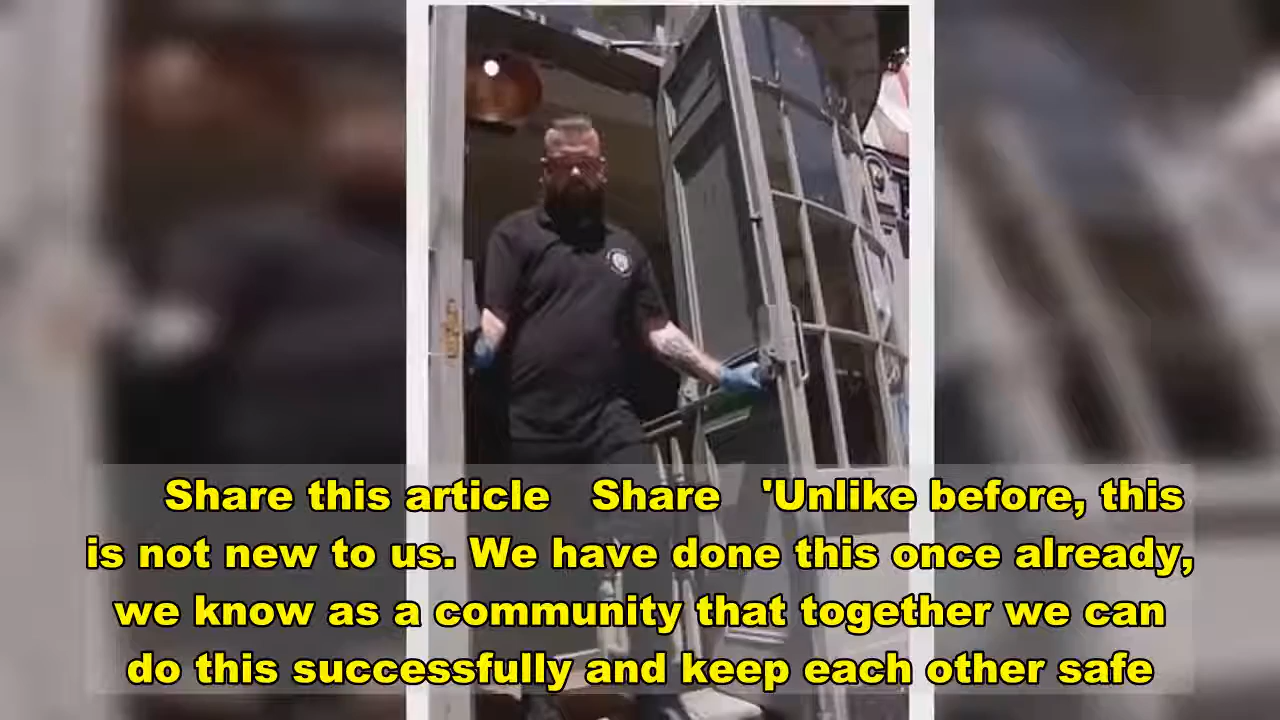 Share this article Share 'Unlike before, this
is not new to us. We have done this once already,
we know as a community that together we can
do this successfully and keep each other safe